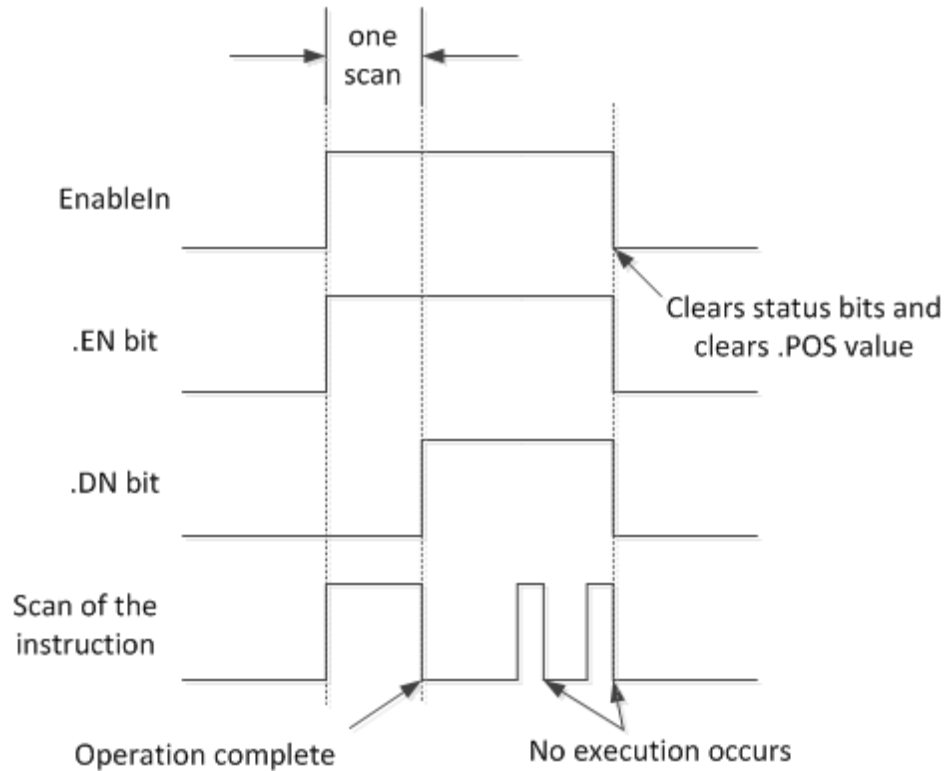 one
scan
EnableIn
Clears status bits and
clears .POS value
.EN bit
.DN bit
Scan of the
instruction
Operation complete
No execution occurs